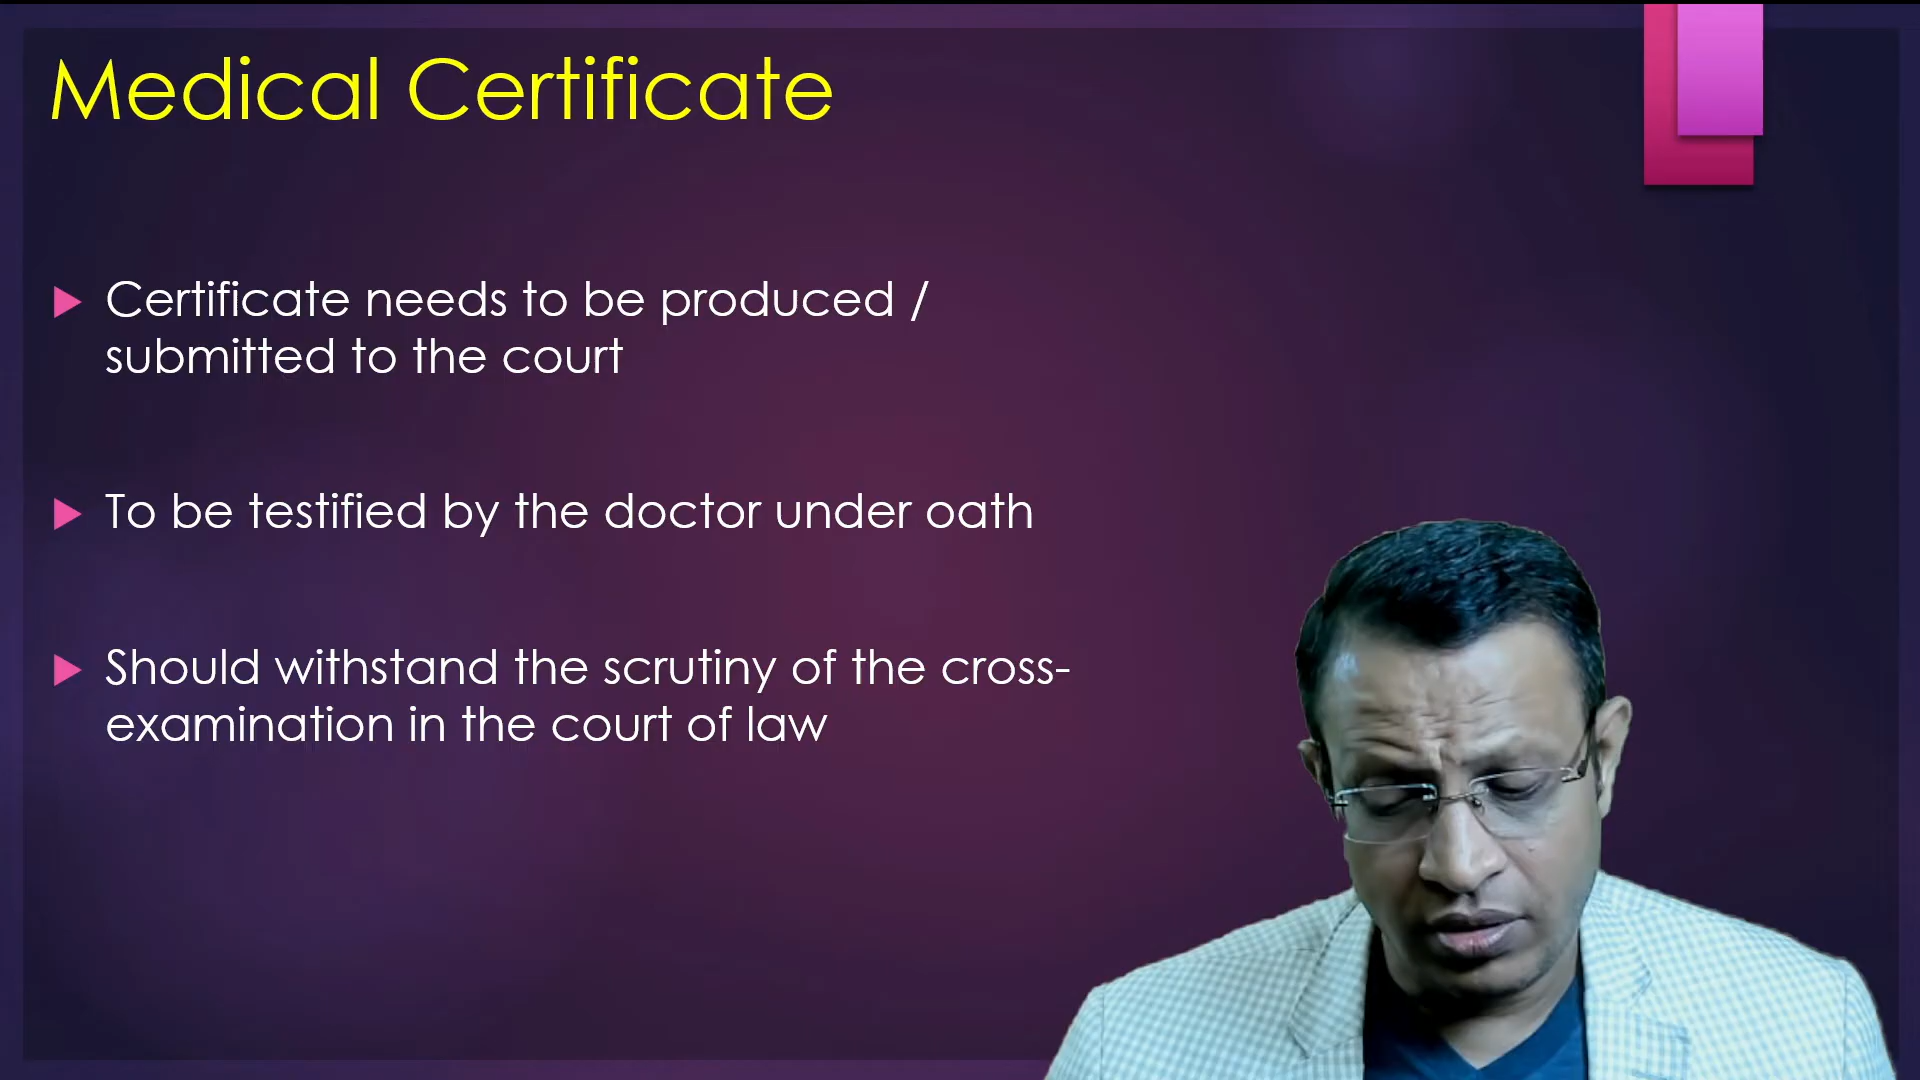 Medical Certificate
Certificate needs to be produced /
submitted to the court
To be testified by the doctor under oath
Should withstand the scrutiny of the cross-
examination in the court of law